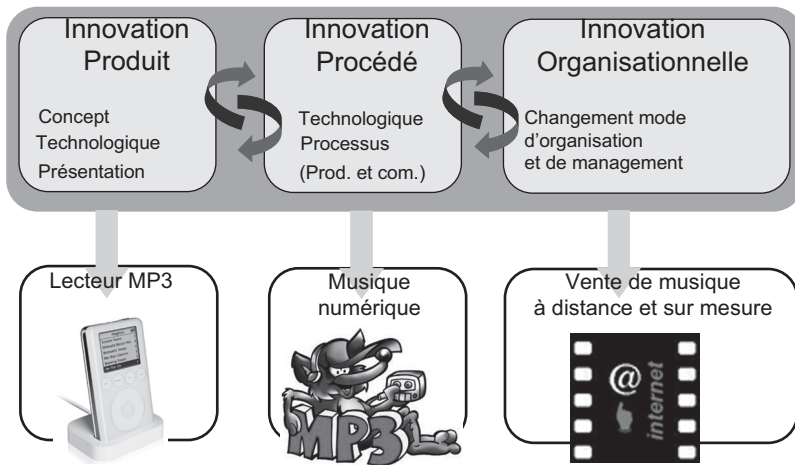 Innovation
Produit
Concept
Technologique
Présentation
Innovation
Procédé
Technologique
Processus
(Prod. et com.)
Innovation
Organisationnelle
Changement mode
d'organisation
et de management
Lecteur MP3
Musique
numérique
MP3
Vente de musique
à distance et sur mesure
@
internet